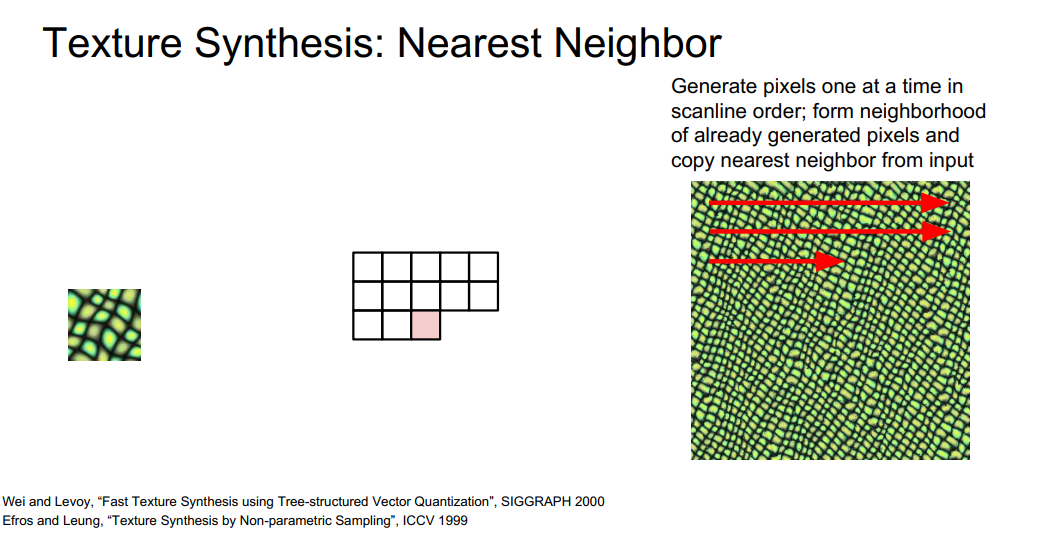 Texture Synthesis: Nearest Neighbor
Generate pixels one at a time in
scanline order; form neighborhood
of already generated pixels and
copy nearest neighbor from input
Wei and Levoy, “Fast Texture Synthesis using Tree-structured Vector Quantization”, SIGGRAPH 2000
Efros and Leung, “Texture Synthesis by Non-parametric Sampling”, ICCV 1999